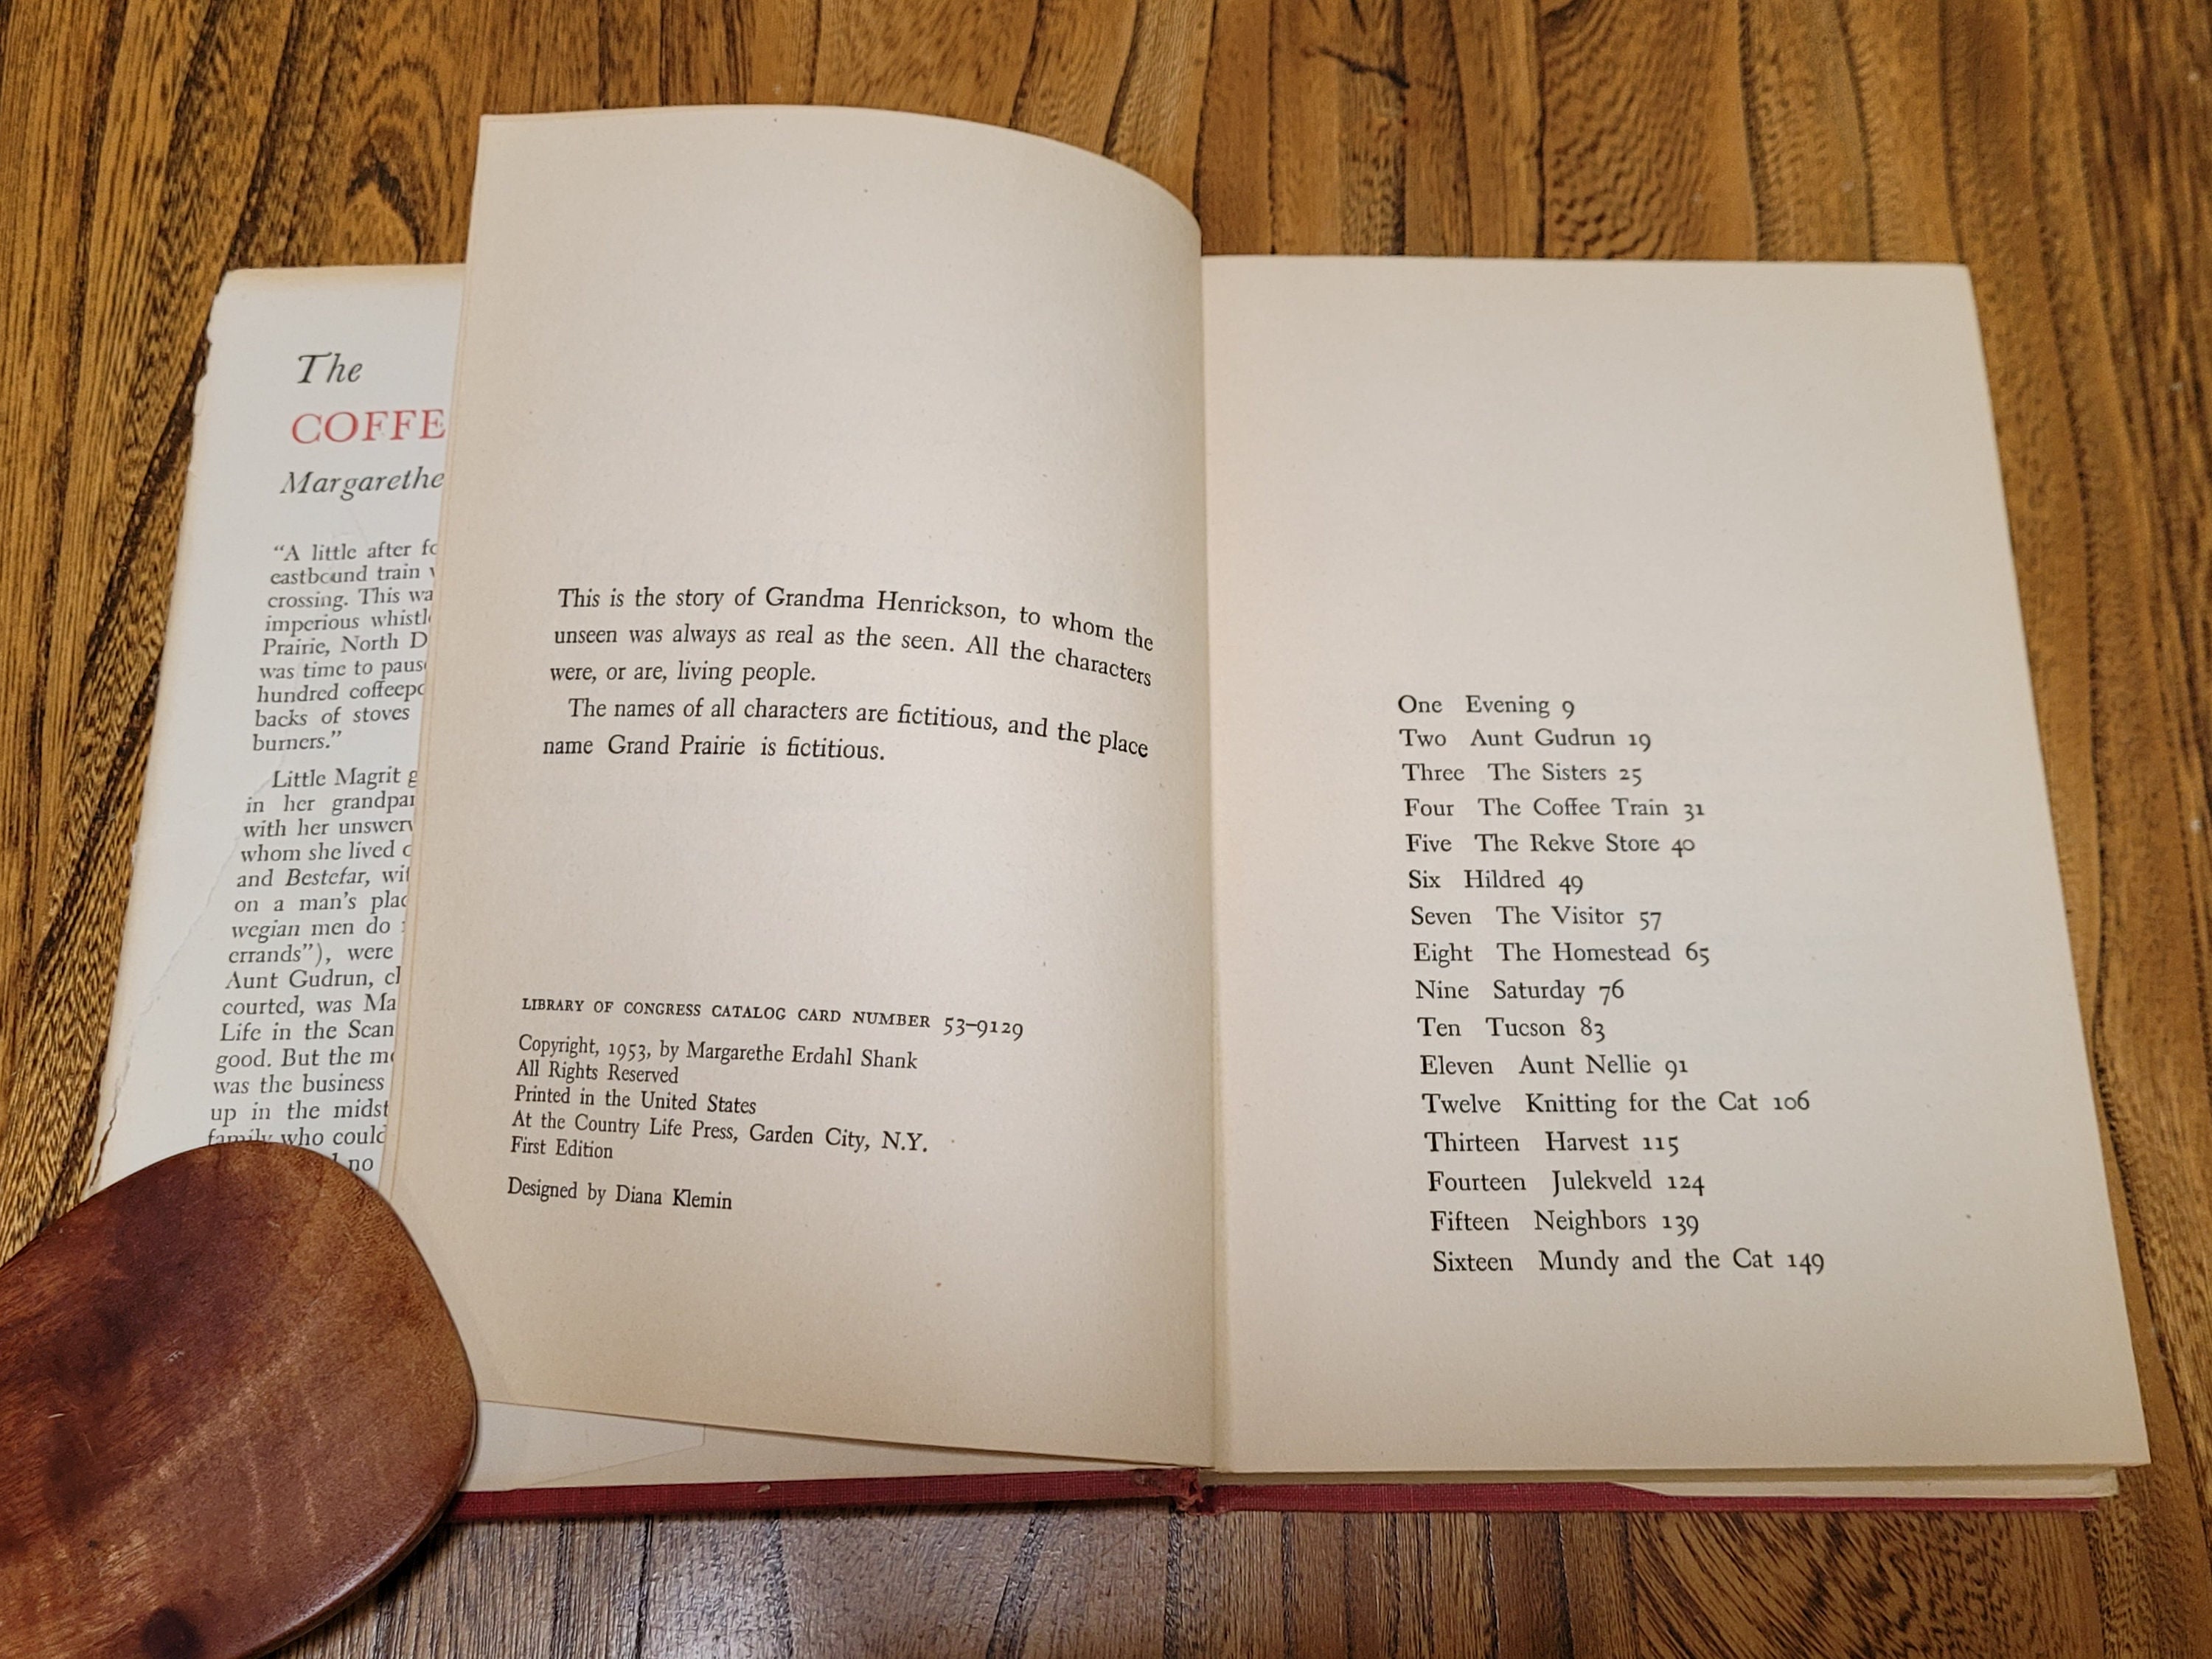 The
COFFE
Margarethe
“A little after fo
eastbound train
crossing. This wa
imperious whistl
Prairie, North D
was time to paus
hundred coffeepo
backs of stoves
burners.”
Little Magrit g
in her grandpar
with her unswerv
whom she lived
and Bestefar, wit
on a man’s plac
wegian men do
errands”), were
Aunt Gudrun, cl
courted, was Ma
Life in the Scan
good. But the mo
was the business
up in the midst
family who could
no
This is the story of Grandma Henrickson, to whom the
unseen was always as real as the seen. All the characters
were, or are, living people.
The names of all characters are fictitious, and the place
name Grand Prairie is fictitious.
LIBRARY OF CONGRESS CATALOG CARD NUMBER 53–9129
Copyright, 1953, by Margarethe Erdahl Shank
All Rights Reserved
Printed in the United States
At the Country Life Press, Garden City, N.Y.
First Edition
Designed by Diana Klemin
One Evening 9
Two Aunt Gudrun 19
Three The Sisters 25
Four The Coffee Train 31
Five The Rekve Store 40
Six Hildred 49
Seven The Visitor 57
Eight The Homestead 65
Nine Saturday 76
Ten Tucson 83
Eleven Aunt Nellie 91
Twelve Knitting for the Cat 106
Thirteen Harvest 115
Fourteen Julekveld 124
Fifteen Neighbors 139
Sixteen Mundy and the Cat 149